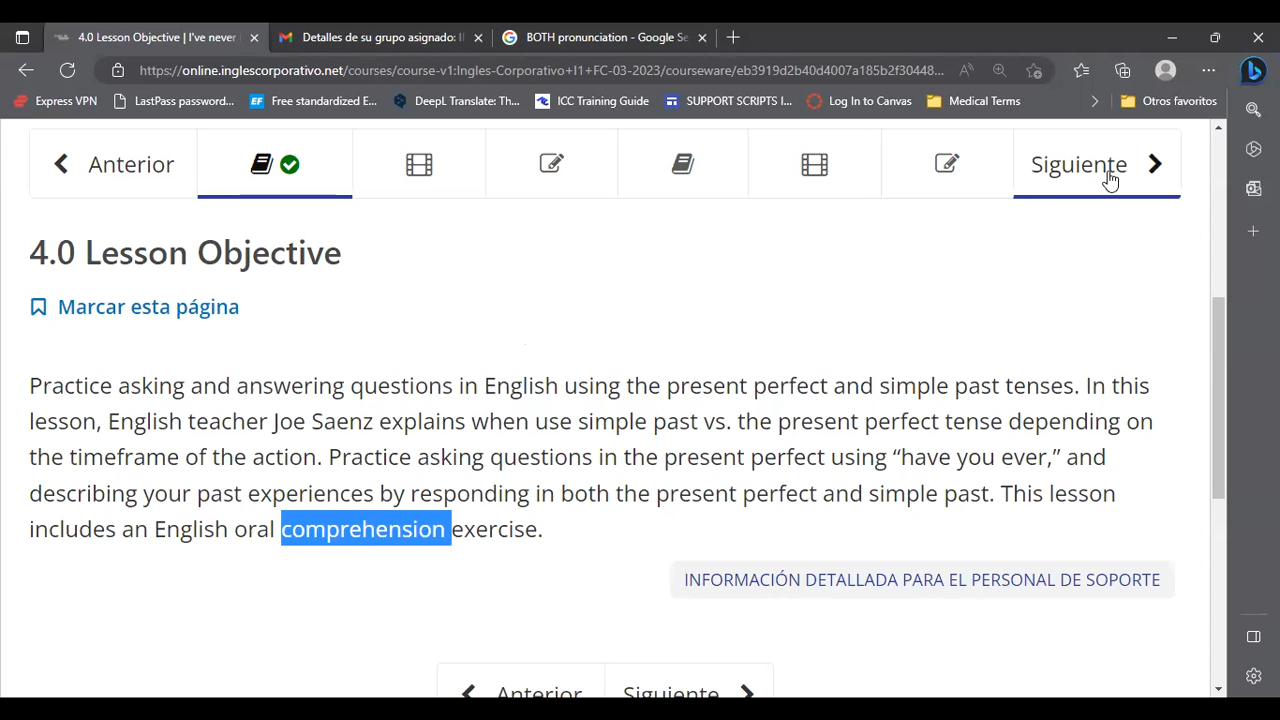 4.0 Lesson Objective | I've never
Detalles de su grupo asignado: II
BOTH pronunciation - Google Se
https://online.inglescorporativo.net/courses/course-v1:Ingles-Corporativo+I1+FC-03-2023/courseware/eb3919d2b40d4007a185b2f30448...
Express VPN
LastPass password...
EF Free standardized E...
DeepL Translate: Th...
ICC Training Guide
SUPPORT SCRIPTS I...
Log In to Canvas
Medical Terms
Otros favoritos
Anterior
Siguiente
4.0 Lesson Objective
Marcar esta página
Practice asking and answering questions in English using the present perfect and simple past tenses. In this
lesson, English teacher Joe Saenz explains when use simple past vs. the present perfect tense depending on
the timeframe of the action. Practice asking questions in the present perfect using “have you ever,” and
describing your past experiences by responding in both the present perfect and simple past. This lesson
includes an English oral comprehension exercise.
INFORMACIÓN DETALLADA PARA EL PERSONAL DE SOPORTE
Anterior
Siguiente